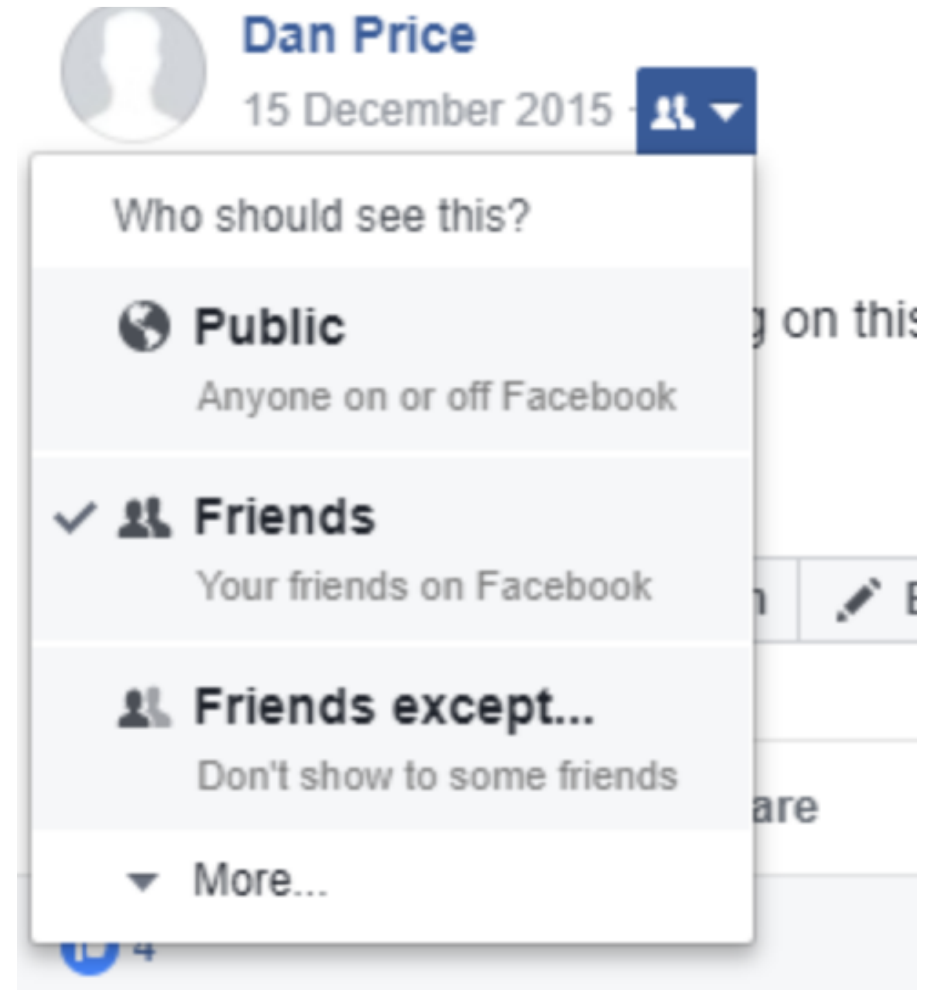 Dan Price
15 December 2015
Who should see this?
Public
Anyone on or off Facebook
on this
Friends
Your friends on Facebook
Friends except...
Don't show to some friends
are
More...
4